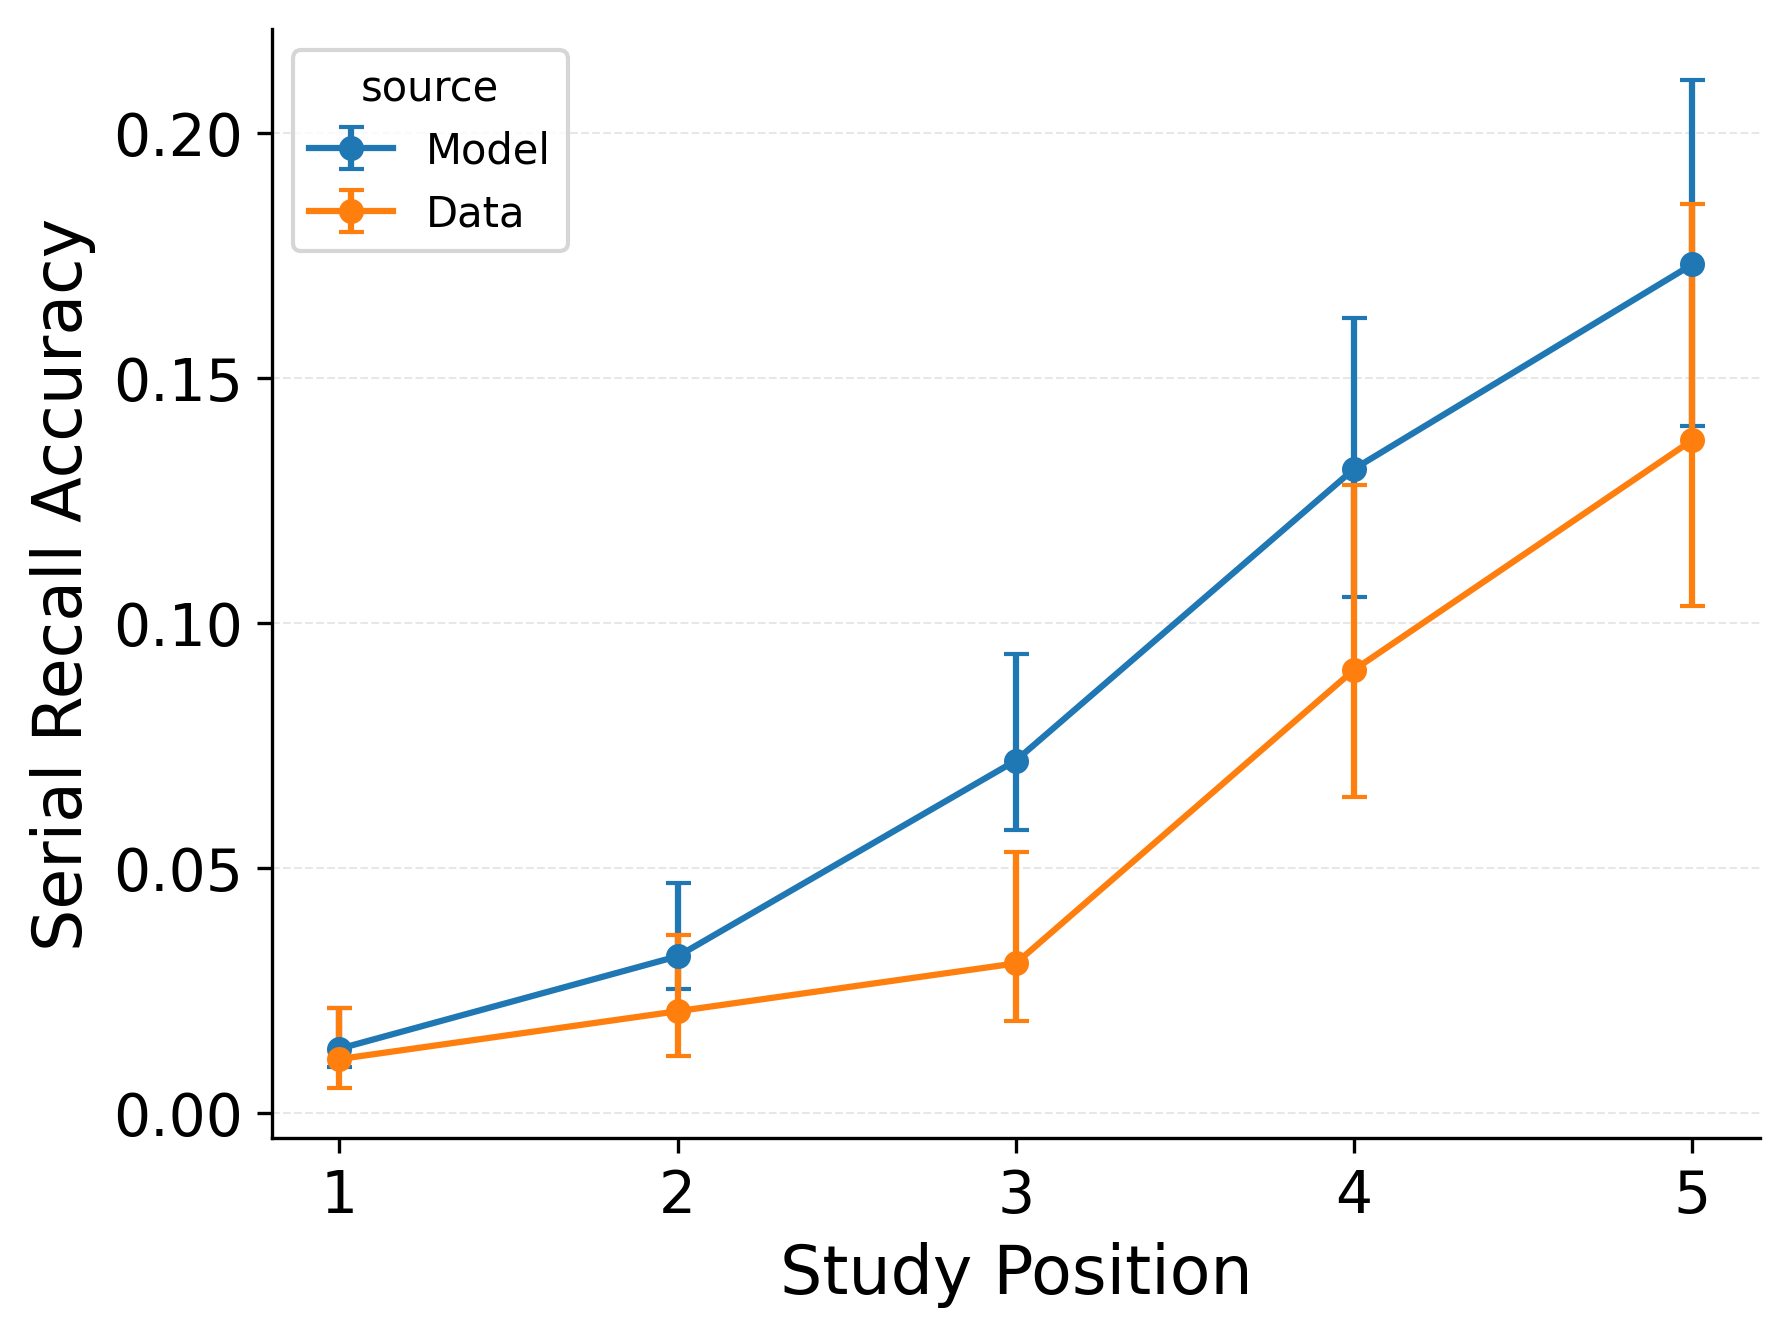 source
Model
Data
0.20
0.15
0.10
0.05
0.00
Serial Recall Accuracy
1 2 3 4 5
Study Position